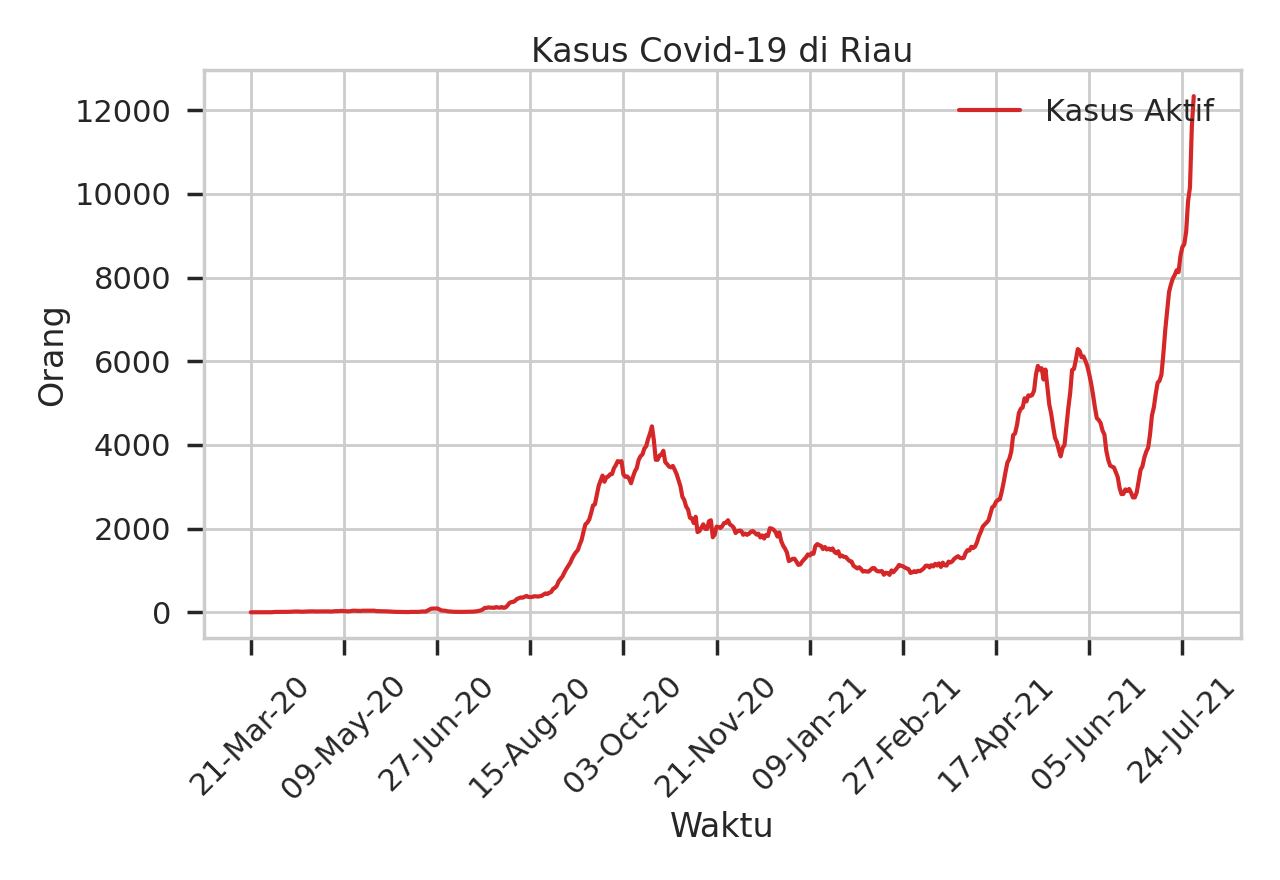 Kasus Covid-19 di Riau
Kasus Aktif
12000
10000
8000
6000
4000
2000
0
Orang
21-Mar-20
09-May-20
27-Jun-20
15-Aug-20
03-Oct-20
21-Nov-20
09-Jan-21
27-Feb-21
17-Apr-21
05-Jun-21
24-Jul-21
Waktu